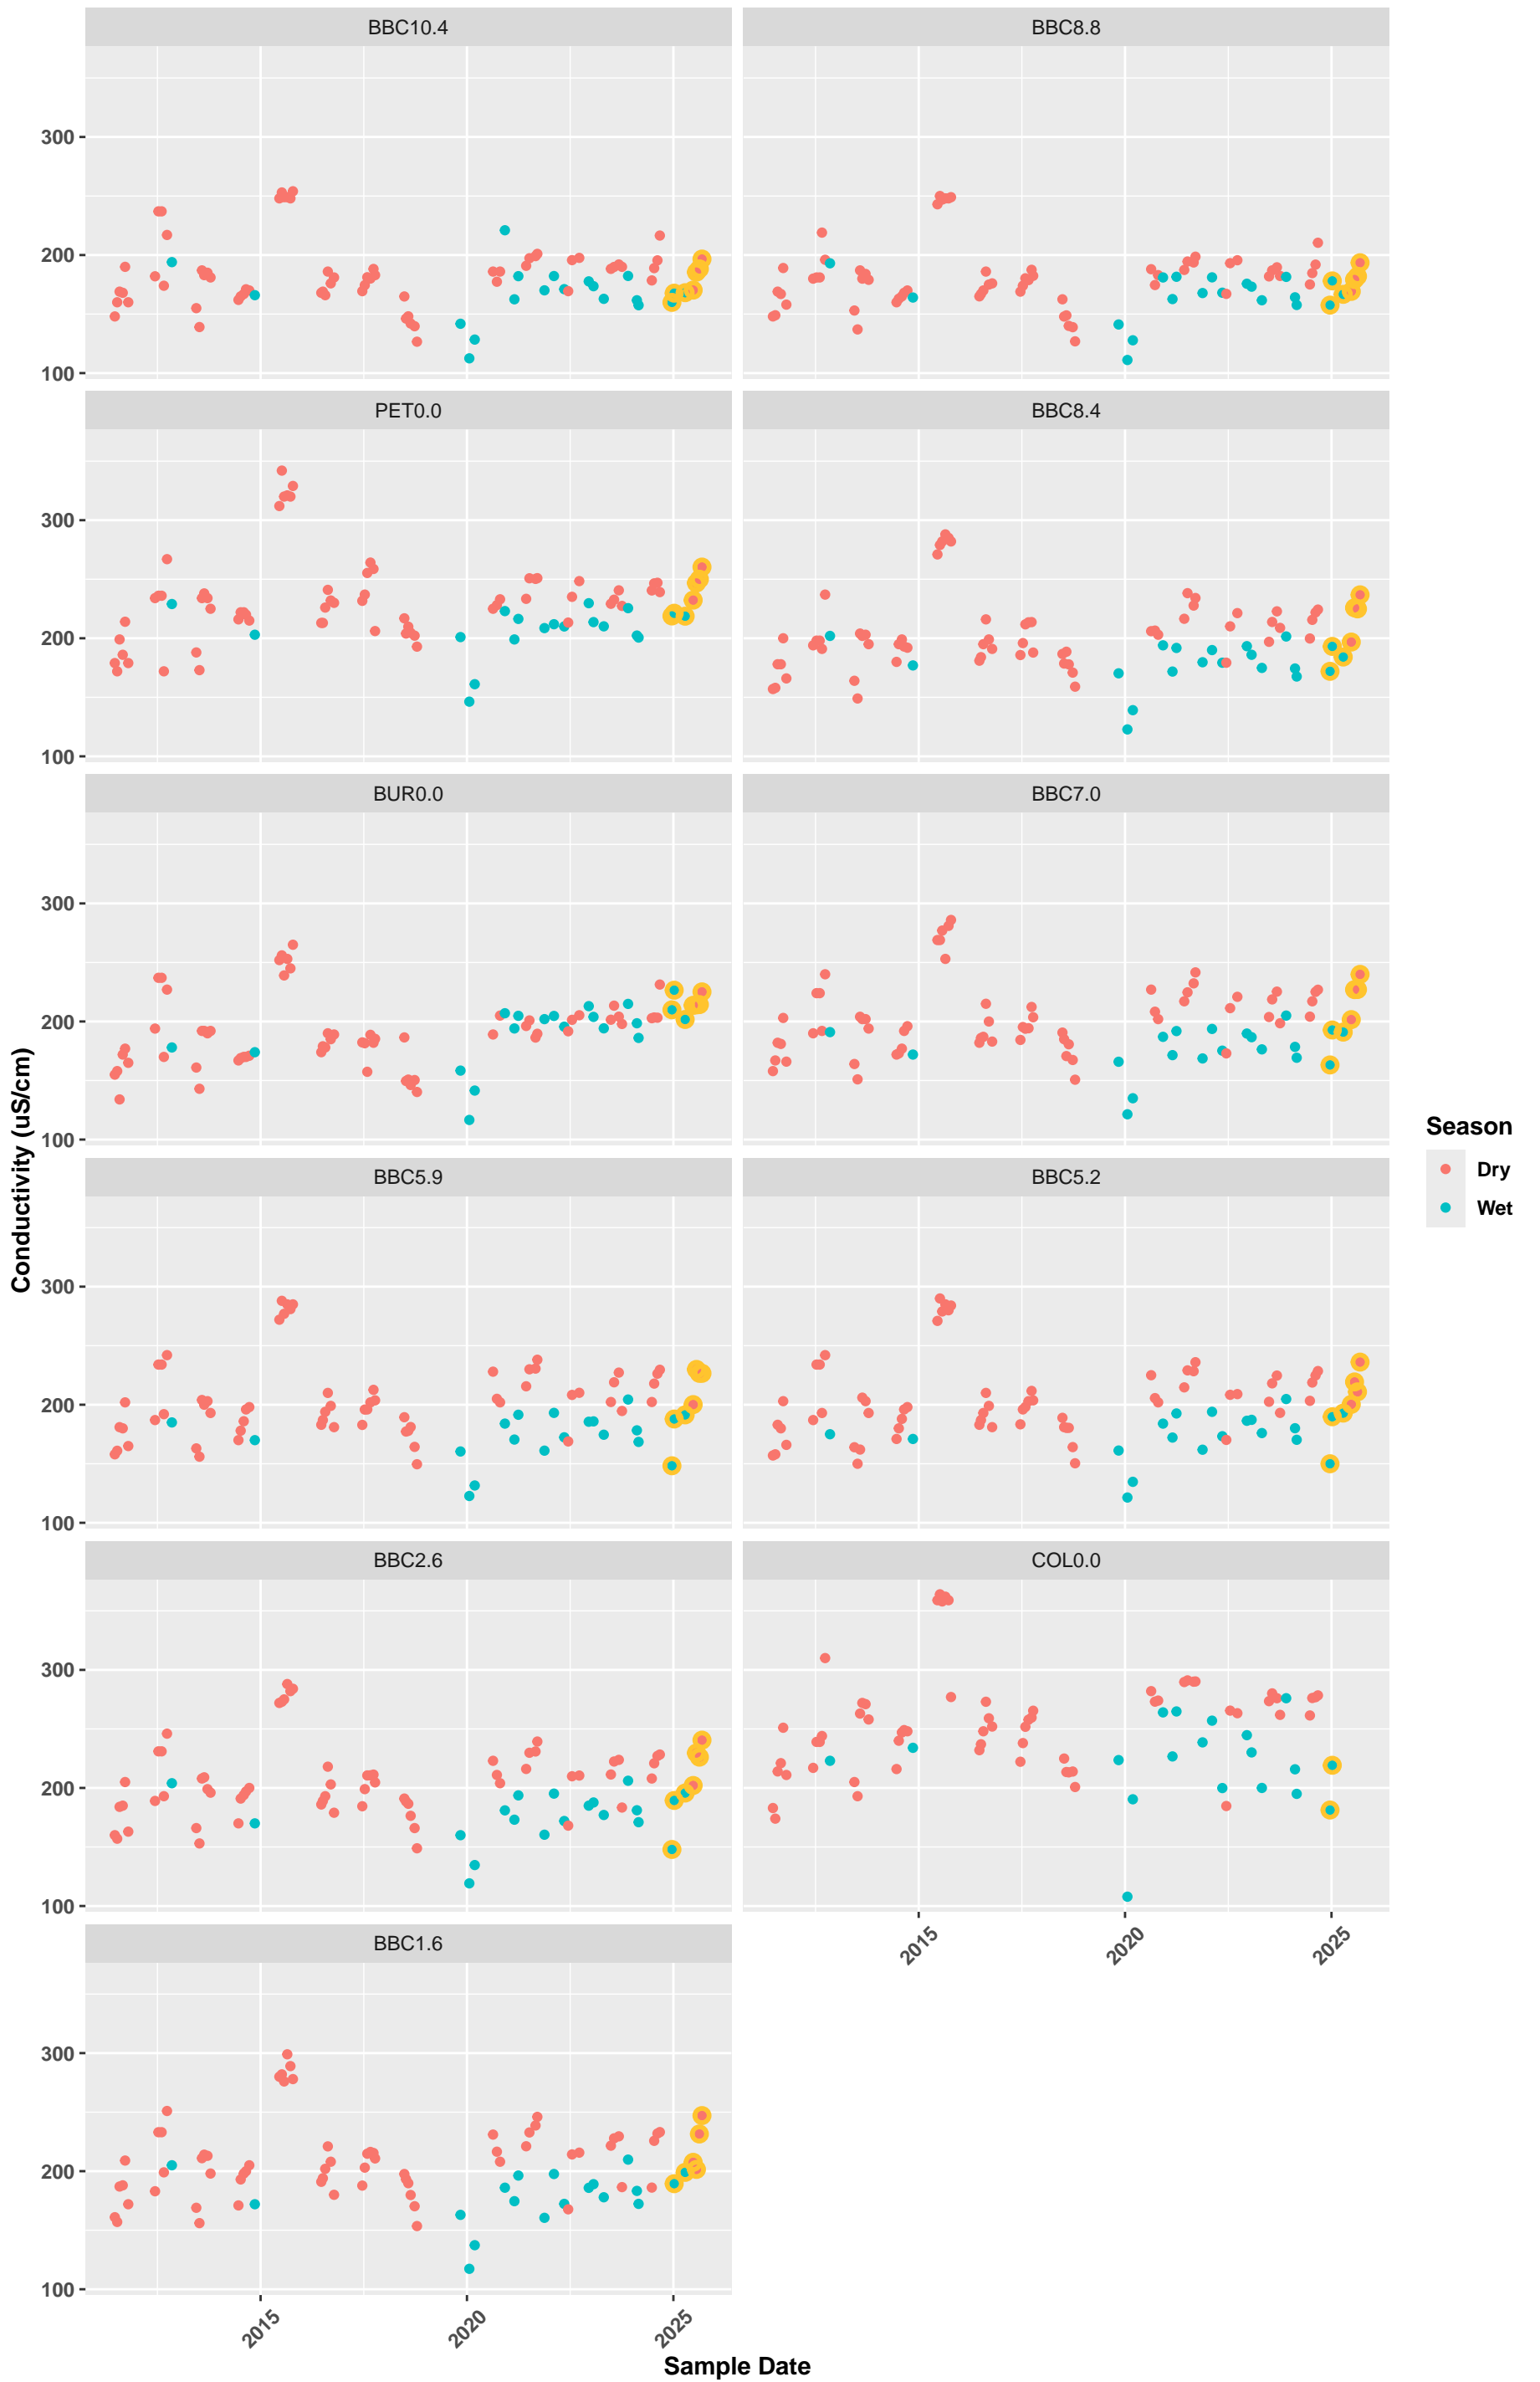 BBC10.4
BBC8.8
300
200
100
PET0.0
BBC8.4
300
200
100
BUR0.0
BBC7.0
300
200
100
BBC5.9
BBC5.2
300
200
100
BBC2.6
COL0.0
300
200
100
BBC1.6
2015
2020
2025
300
200
100
2015
2020
2025
Sample Date
Conductivity (uS/cm)
Season
Dry
Wet